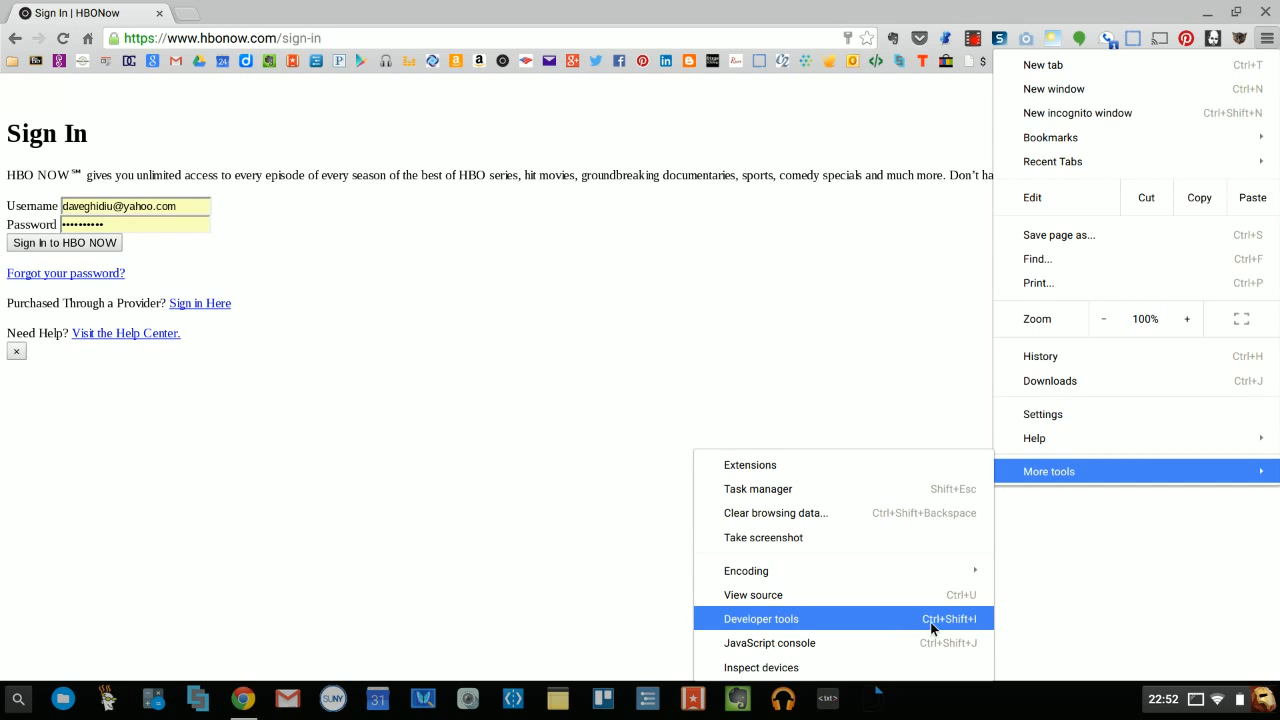 Sign In | HBONow
https://www.hbonow.com/sign-in
Sign In
HBO NOW℠ gives you unlimited access to every episode of every season of the best of HBO series, hit movies, groundbreaking documentaries, sports, comedy specials and much more. Don't ha
Username daveghidiu@yahoo.com
Password ••••••••••
Sign In to HBO NOW
Forgot your password?
Purchased Through a Provider? Sign in Here
Need Help? Visit the Help Center.
×
New tab Ctrl+T
New window Ctrl+N
New incognito window Ctrl+Shift+N
Bookmarks
Recent Tabs
Edit Cut Copy Paste
Save page as... Ctrl+S
Find... Ctrl+F
Print... Ctrl+P
Zoom - 100% +
History Ctrl+H
Downloads Ctrl+J
Settings
Help
More tools
Extensions
Task manager Shift+Esc
Clear browsing data... Ctrl+Shift+Backspace
Take screenshot
Encoding
View source Ctrl+U
Developer tools Ctrl+Shift+I
JavaScript console Ctrl+Shift+J
Inspect devices
SUNY 31 <txt> 22:52